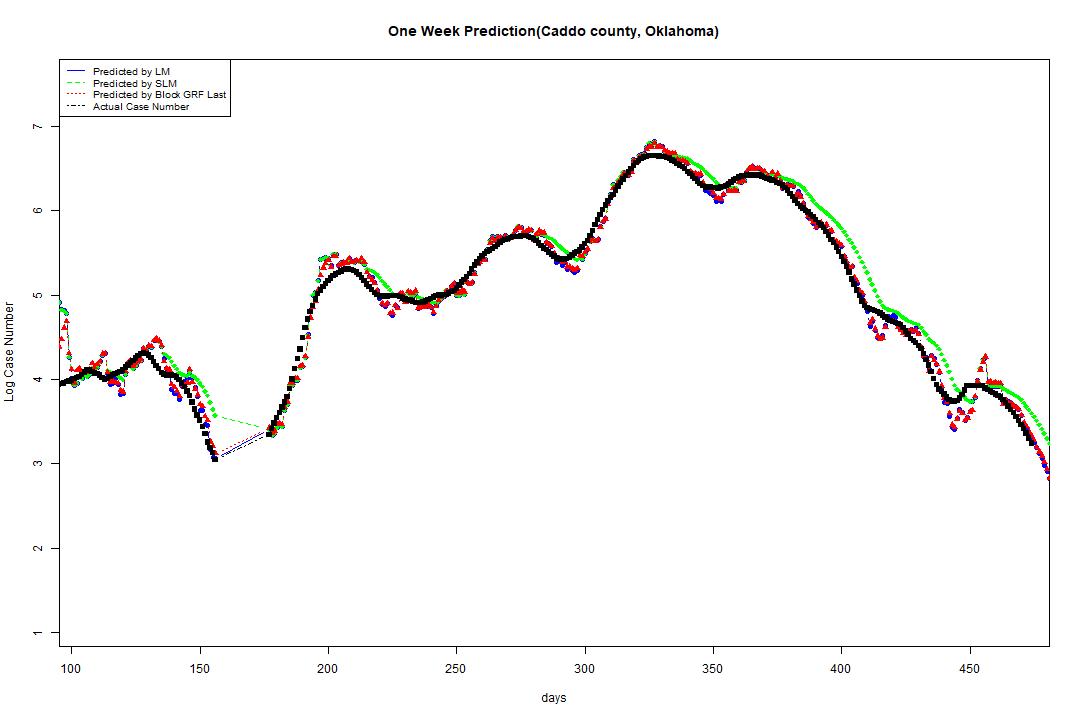 One Week Prediction(Caddo county, Oklahoma)
Predicted by LM
Predicted by SLM
Predicted by Block GRF Last
Actual Case Number
Log Case Number
7
6
5
4
3
2
1
100 150 200 250 300 350 400 450
days